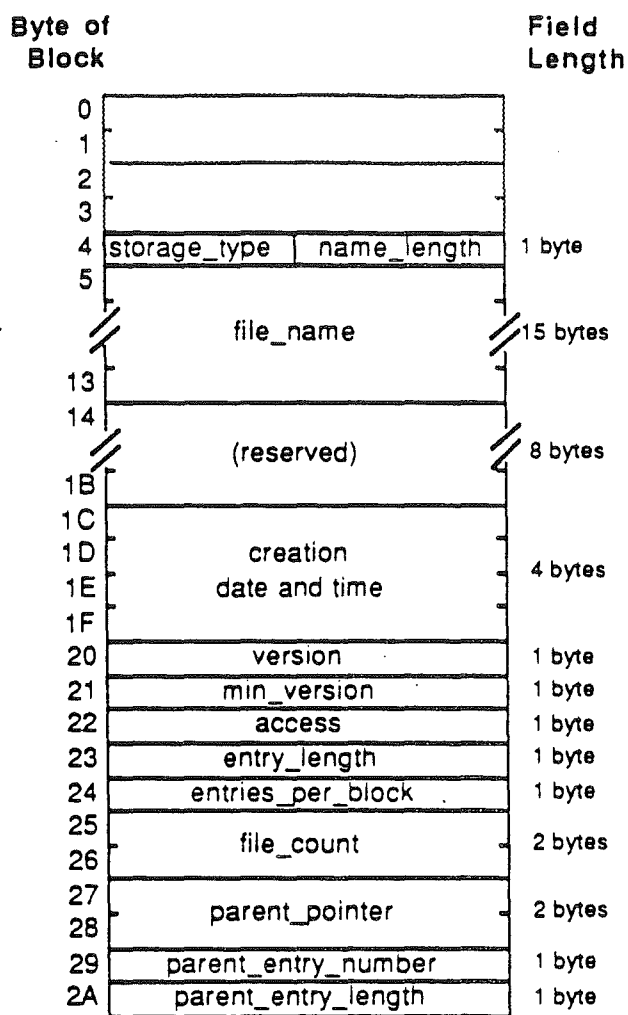 Byte of Field
Block Length
0
1
2
3
4 storage_type name_length 1 byte
5
file_name 15 bytes
13
14
(reserved) 8 bytes
1B
1C
1D creation
4 bytes
1E date and time
1F
20 version 1 byte
21 min_version 1 byte
22 access 1 byte
23 entry_length 1 byte
24 entries_per_block 1 byte
25
file_count 2 bytes
26
27
parent_pointer 2 bytes
28
29 parent_entry_number 1 byte
2A parent_entry_length 1 byte